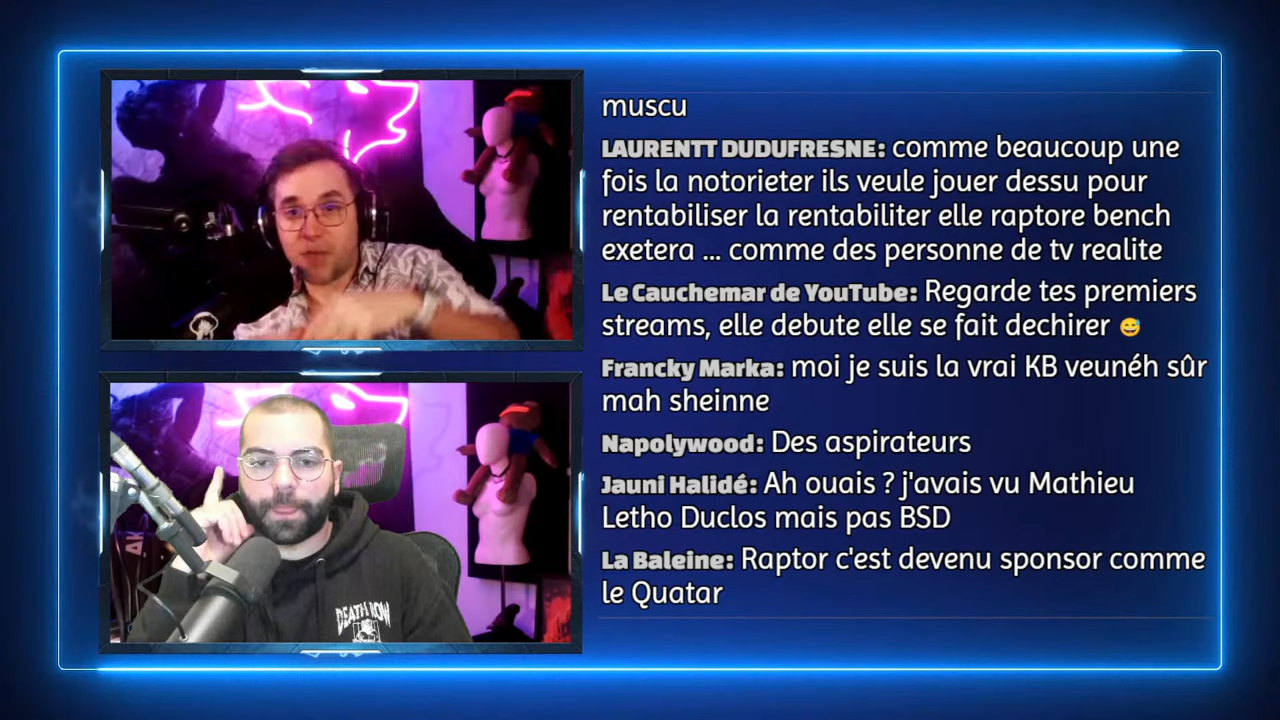 muscu
LAURENTT DUDUFRESNE: comme beaucoup une
fois la notorieter ils veule jouer dessu pour
rentabiliser la rentabiliter elle raptore bench
exetera ... comme des personne de tv realite
Le Cauchemar de YouTube: Regarde tes premiers
streams, elle debute elle se fait dechirer 😅
Francky Marka: moi je suis la vrai KB veunéh sûr
mah sheinne
Napolywood: Des aspirateurs
Jauni Halidé: Ah ouais ? j'avais vu Mathieu
Letho Duclos mais pas BSD
La Baleine: Raptor c'est devenu sponsor comme
le Quatar
AK
DEATH ROW